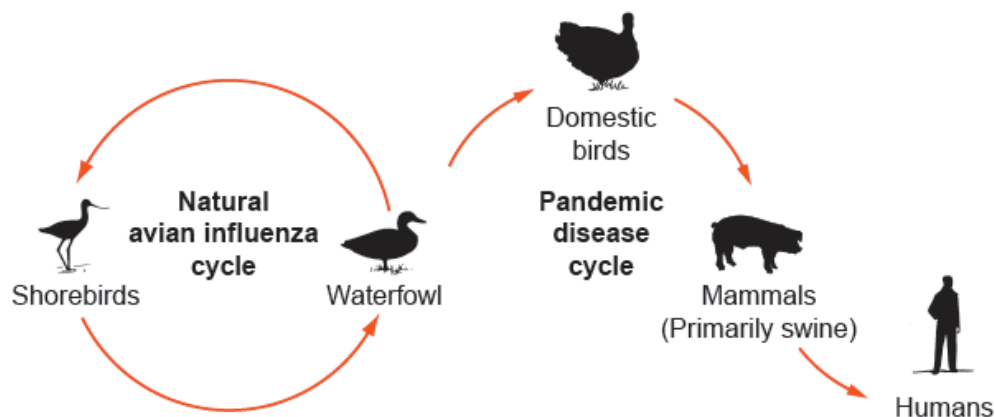 Domestic
birds
Natural
avian influenza
cycle
Pandemic
disease
cycle
Shorebirds
Waterfowl
Mammals
(Primarily swine)
Humans